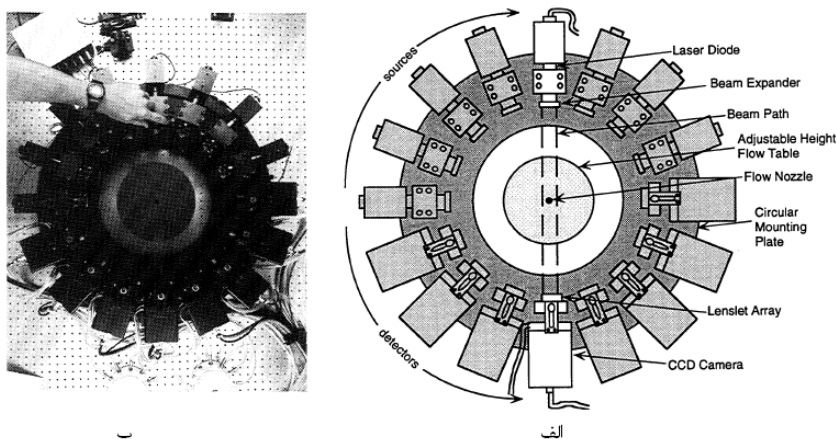 sources
detectors
Laser Diode
Beam Expander
Beam Path
Adjustable Height
Flow Table
Flow Nozzle
Circular
Mounting
Plate
Lenslet Array
CCD Camera
ب
الف